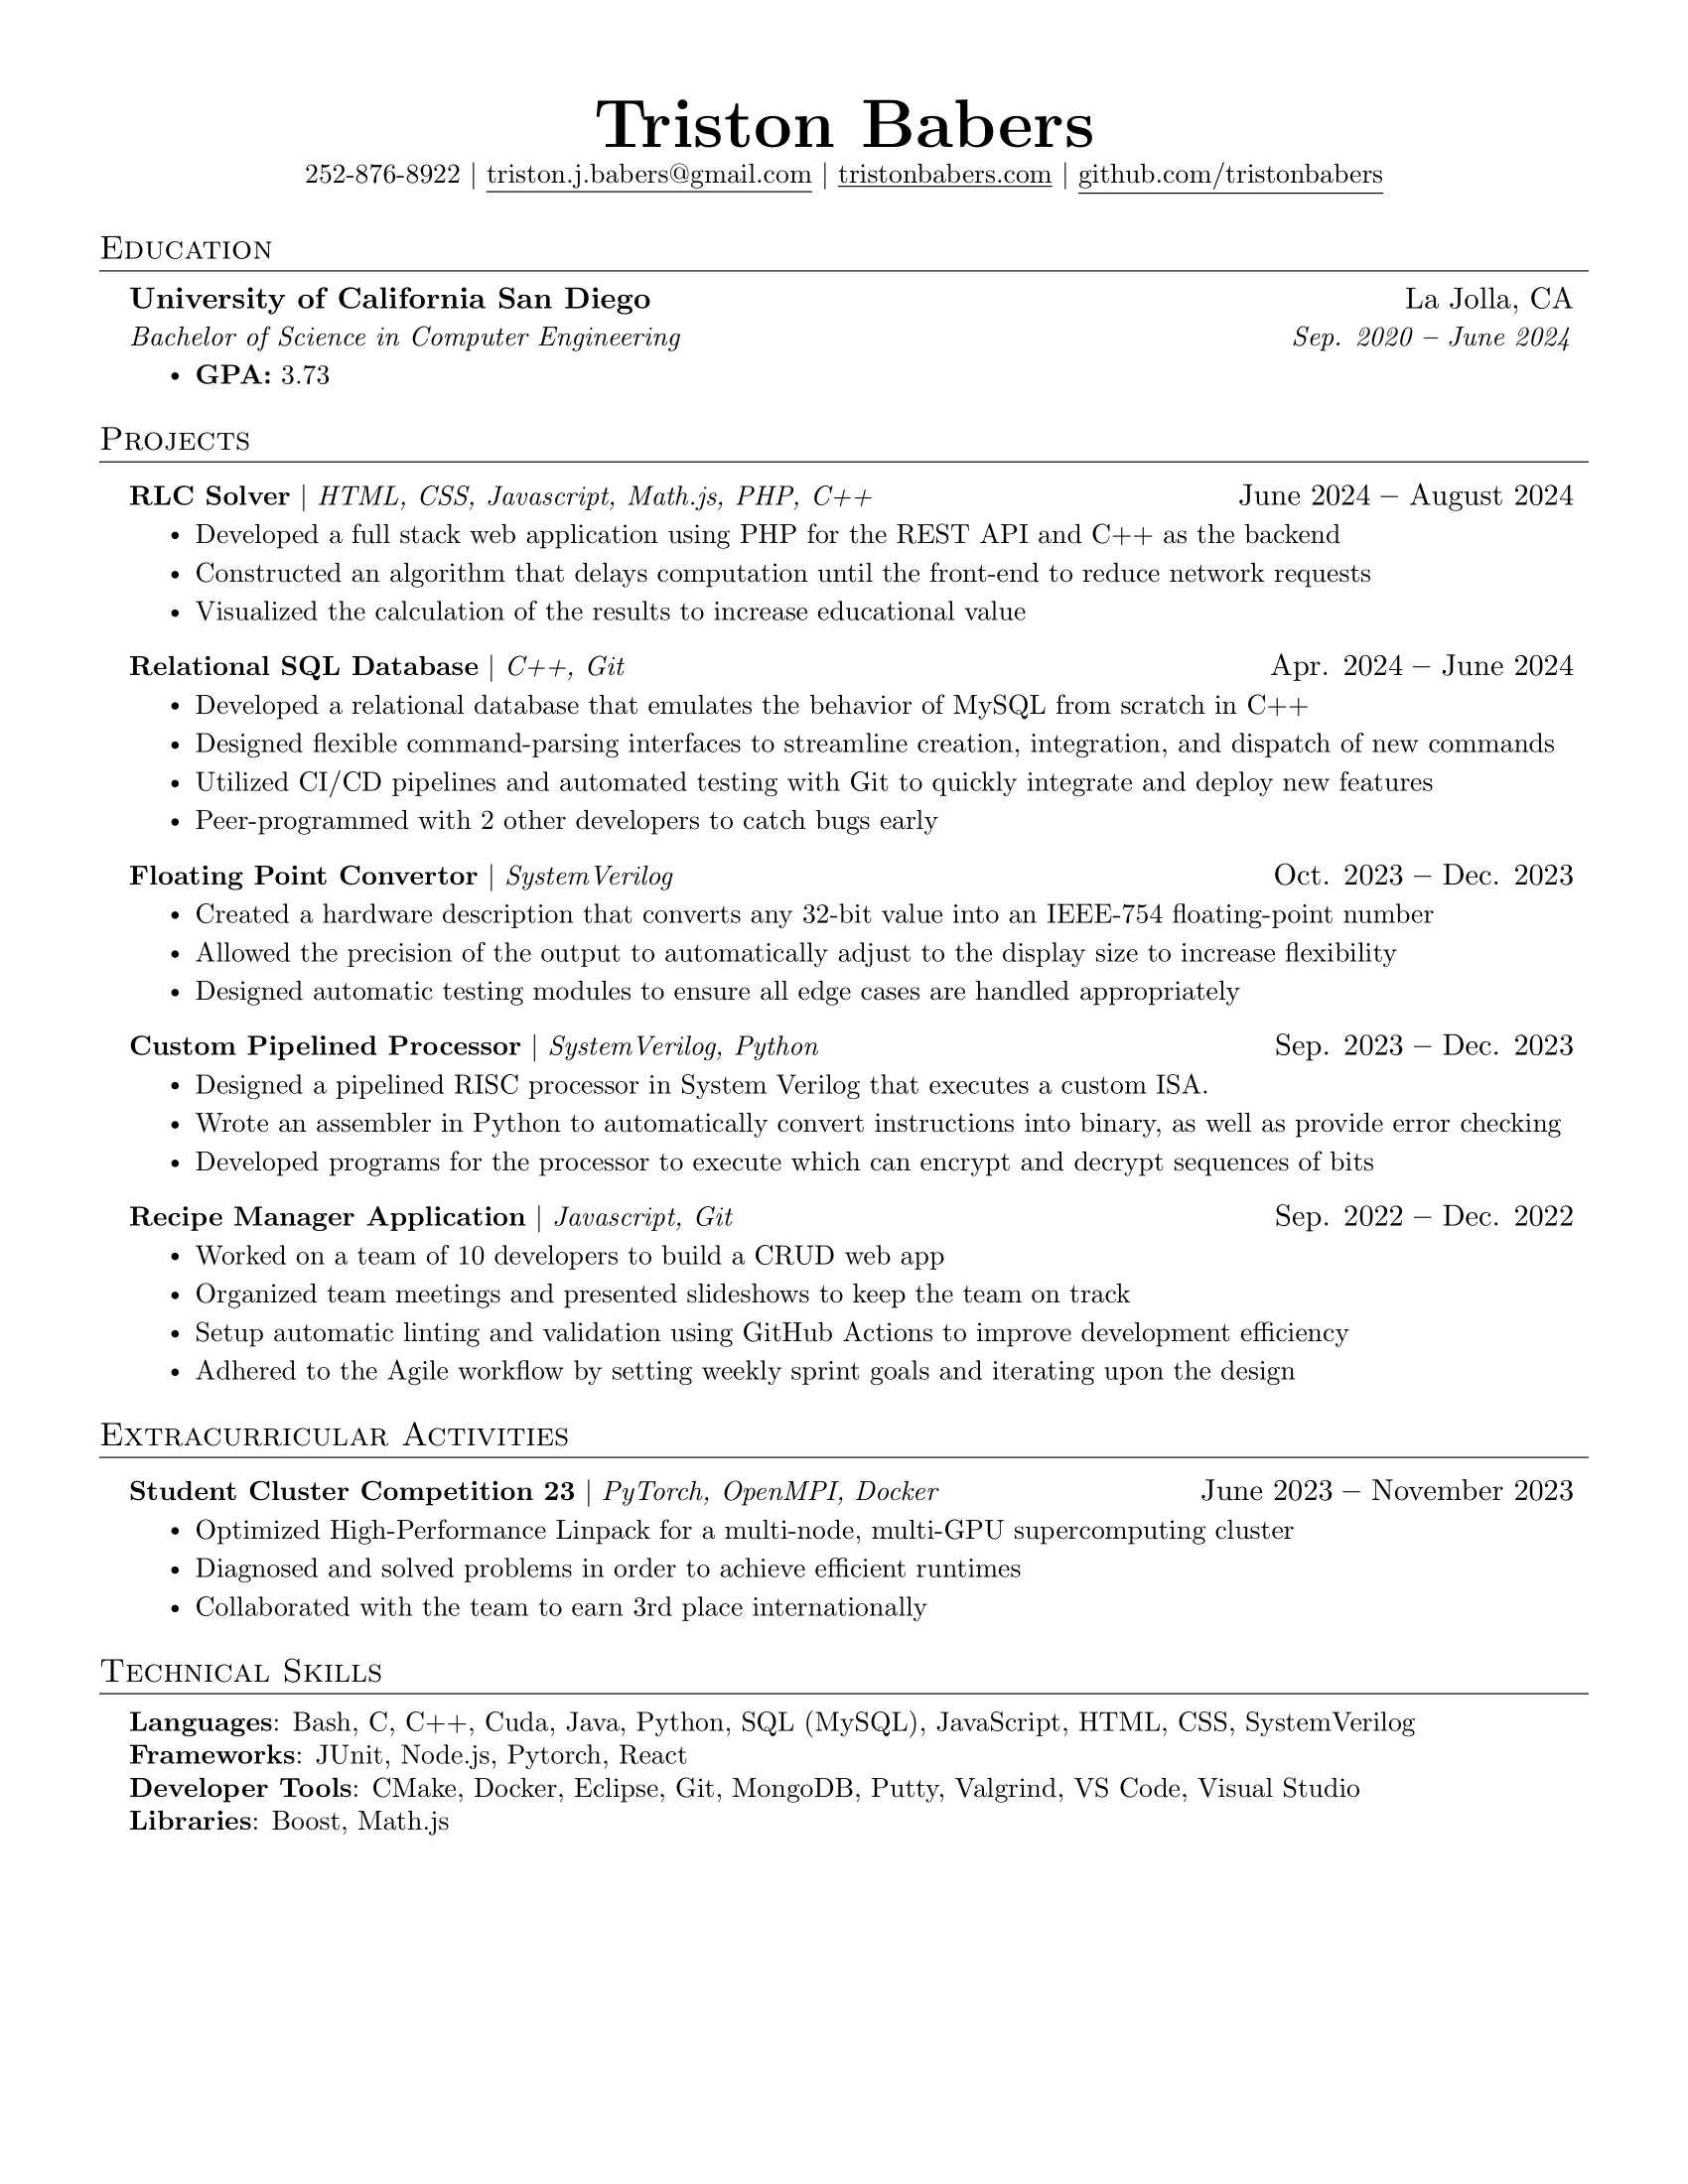 Triston Babers
252-876-8922 | triston.j.babers@gmail.com | tristonbabers.com | github.com/tristonbabers
Education
University of California San Diego La Jolla, CA
Bachelor of Science in Computer Engineering Sep. 2020 – June 2024
• GPA: 3.73
Projects
RLC Solver | HTML, CSS, Javascript, Math.js, PHP, C++ June 2024 – August 2024
• Developed a full stack web application using PHP for the REST API and C++ as the backend
• Constructed an algorithm that delays computation until the front-end to reduce network requests
• Visualized the calculation of the results to increase educational value
Relational SQL Database | C++, Git Apr. 2024 – June 2024
• Developed a relational database that emulates the behavior of MySQL from scratch in C++
• Designed flexible command-parsing interfaces to streamline creation, integration, and dispatch of new commands
• Utilized CI/CD pipelines and automated testing with Git to quickly integrate and deploy new features
• Peer-programmed with 2 other developers to catch bugs early
Floating Point Convertor | SystemVerilog Oct. 2023 – Dec. 2023
• Created a hardware description that converts any 32-bit value into an IEEE-754 floating-point number
• Allowed the precision of the output to automatically adjust to the display size to increase flexibility
• Designed automatic testing modules to ensure all edge cases are handled appropriately
Custom Pipelined Processor | SystemVerilog, Python Sep. 2023 – Dec. 2023
• Designed a pipelined RISC processor in System Verilog that executes a custom ISA.
• Wrote an assembler in Python to automatically convert instructions into binary, as well as provide error checking
• Developed programs for the processor to execute which can encrypt and decrypt sequences of bits
Recipe Manager Application | Javascript, Git Sep. 2022 – Dec. 2022
• Worked on a team of 10 developers to build a CRUD web app
• Organized team meetings and presented slideshows to keep the team on track
• Setup automatic linting and validation using GitHub Actions to improve development efficiency
• Adhered to the Agile workflow by setting weekly sprint goals and iterating upon the design
Extracurricular Activities
Student Cluster Competition 23 | PyTorch, OpenMPI, Docker June 2023 – November 2023
• Optimized High-Performance Linpack for a multi-node, multi-GPU supercomputing cluster
• Diagnosed and solved problems in order to achieve efficient runtimes
• Collaborated with the team to earn 3rd place internationally
Technical Skills
Languages: Bash, C, C++, Cuda, Java, Python, SQL (MySQL), JavaScript, HTML, CSS, SystemVerilog
Frameworks: JUnit, Node.js, Pytorch, React
Developer Tools: CMake, Docker, Eclipse, Git, MongoDB, Putty, Valgrind, VS Code, Visual Studio
Libraries: Boost, Math.js